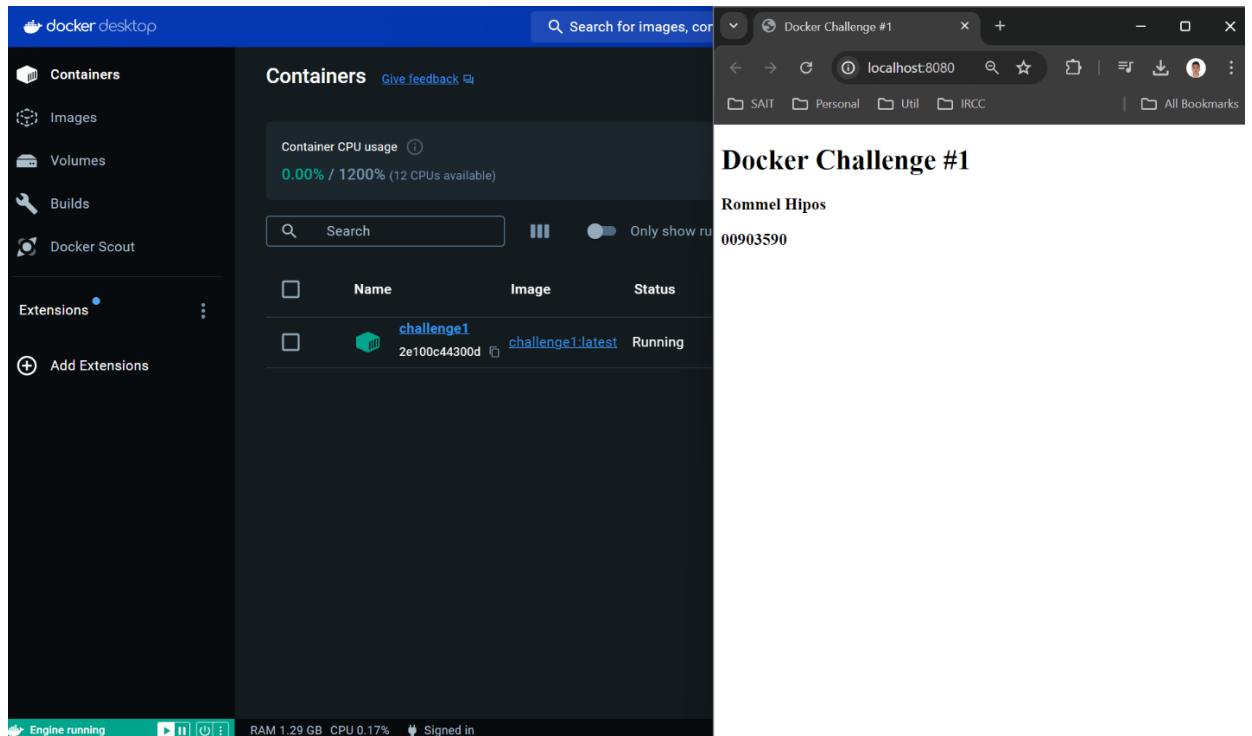 docker desktop
Search for images, cor
Containers
Images
Volumes
Builds
Docker Scout
Extensions
Add Extensions
Containers Give feedback
Container CPU usage
0.00% / 1200% (12 CPUs available)
Search
Only show ru
Name Image Status
challenge1
2e100c44300d
challenge1:latest Running
Engine running
RAM 1.29 GB CPU 0.17% Signed in
Docker Challenge #1
localhost:8080
SAIT Personal Util IRCC All Bookmarks
Docker Challenge #1
Rommel Hipos
00903590